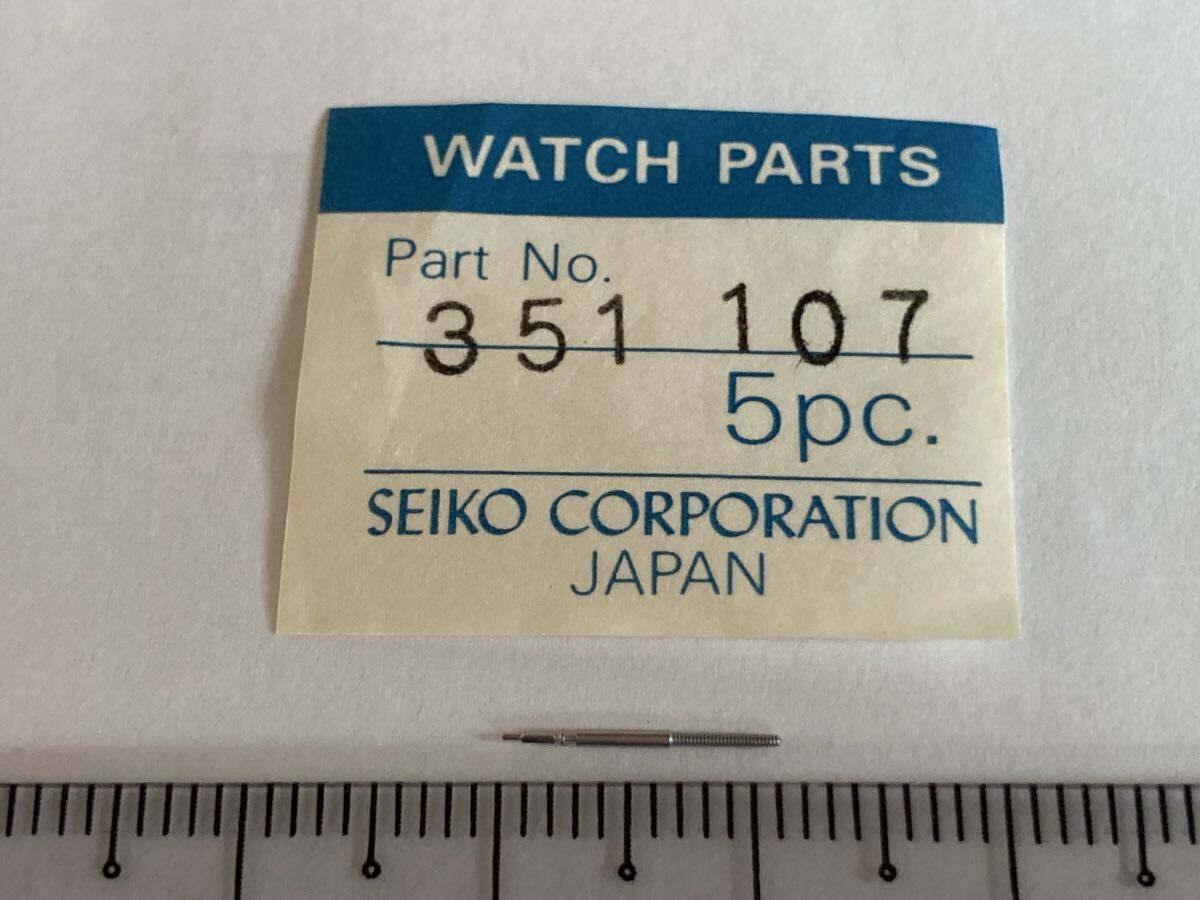 WATCH PARTS
Part No.
351 107
5pc.
SEIKO CORPORATION
JAPAN